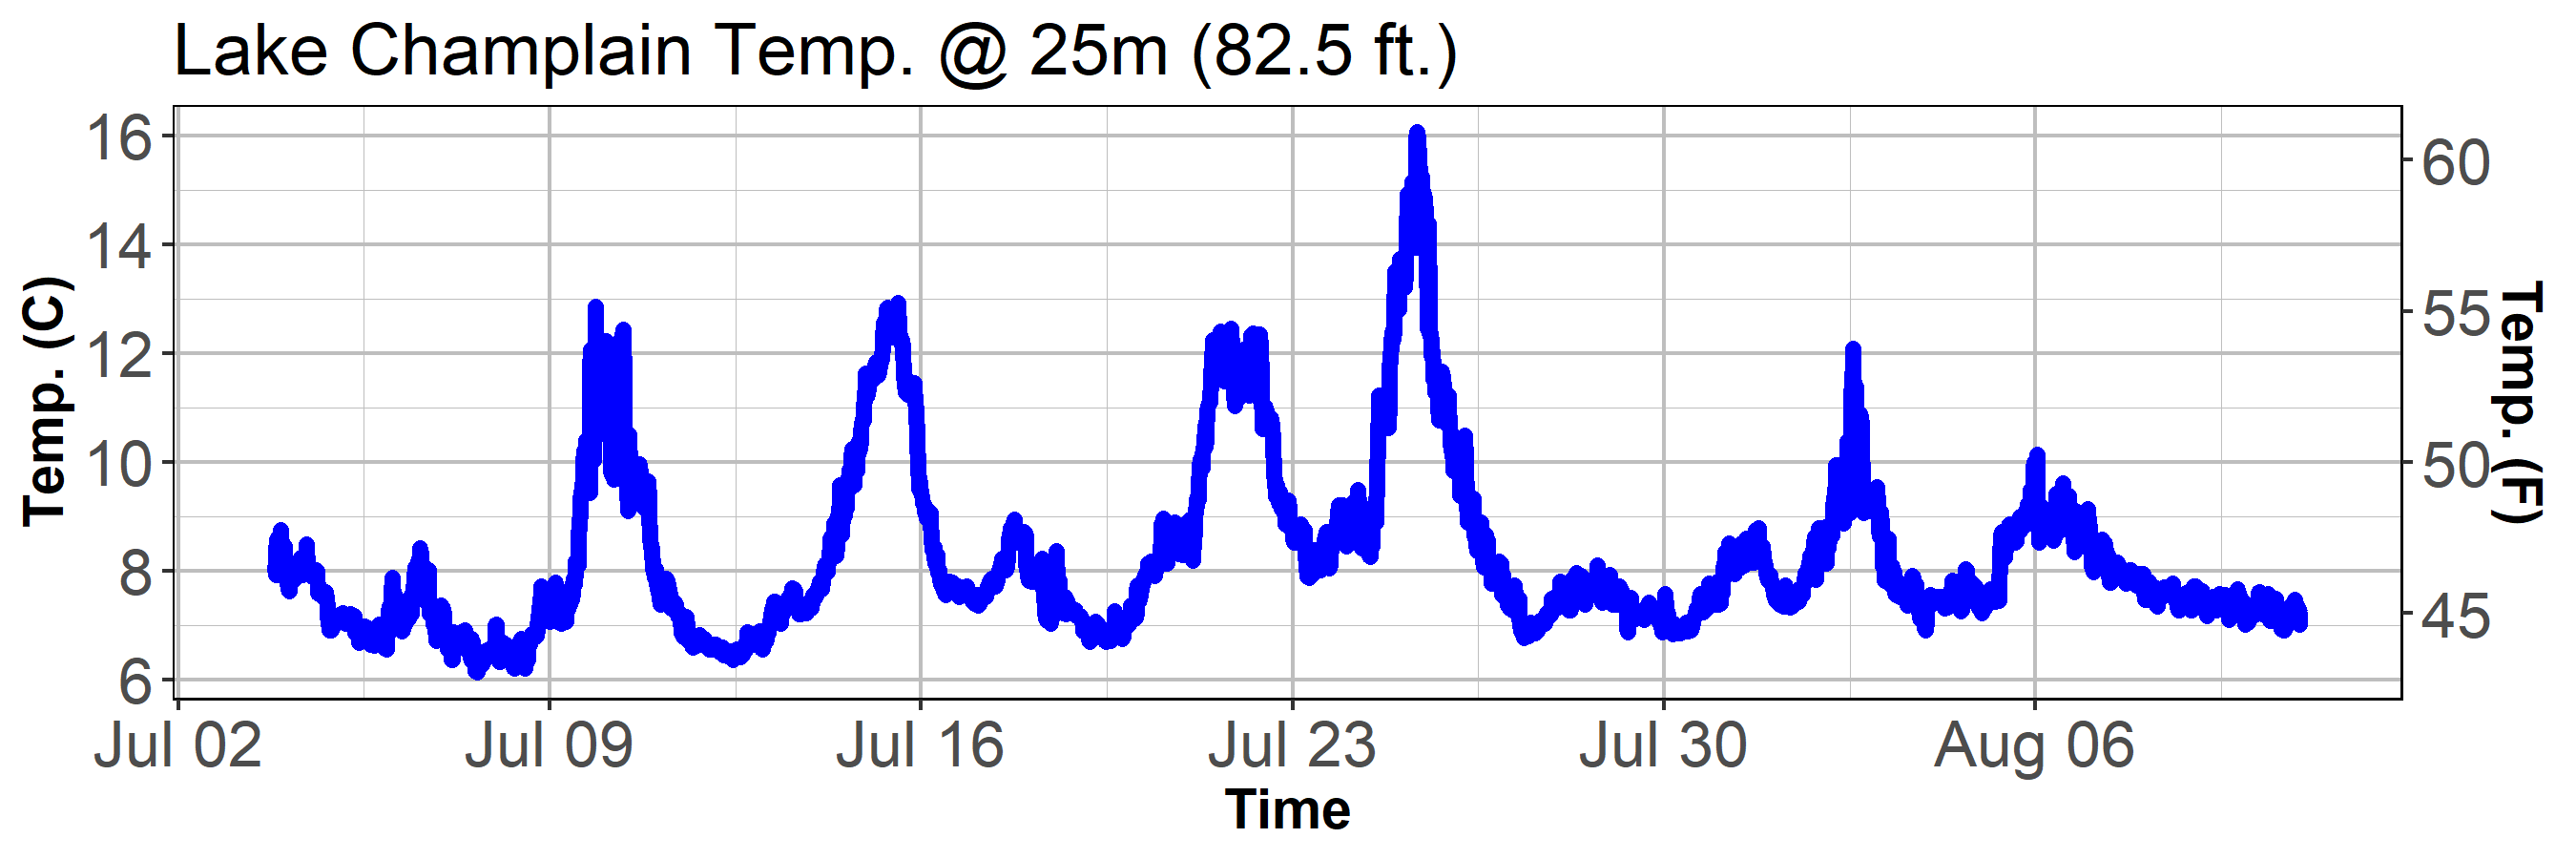 Lake Champlain Temp. @ 25m (82.5 ft.)
16
14
12
10
8
6
Temp. (C)
60
55
50
45
Temp. (F)
Jul 02 Jul 09 Jul 16 Jul 23 Jul 30 Aug 06
Time